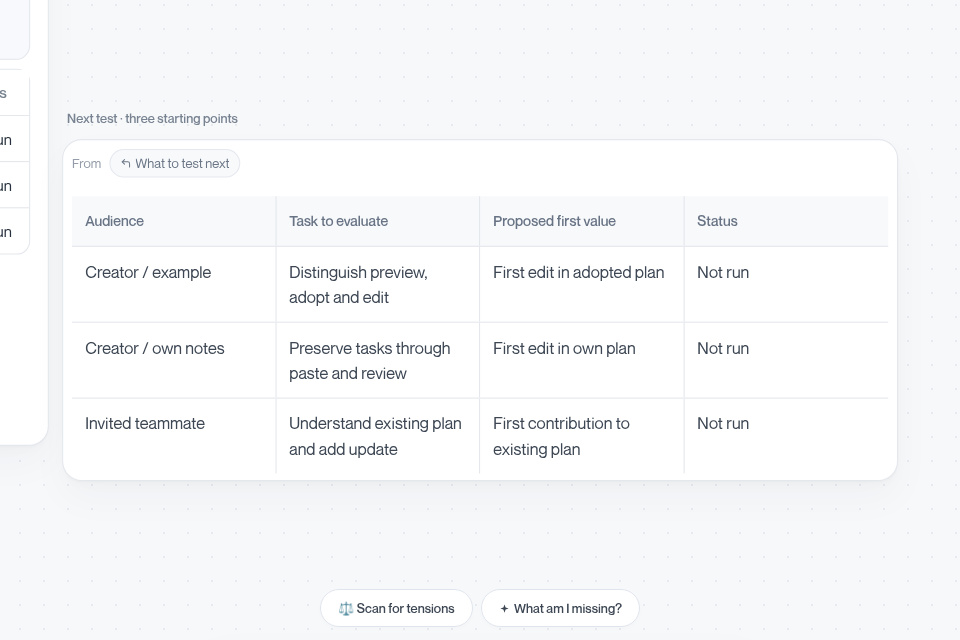 Next test · three starting points
From ↰ What to test next
Audience Task to evaluate Proposed first value Status
Creator / example Distinguish preview, First edit in adopted plan Not run
adopt and edit
Creator / own notes Preserve tasks through First edit in own plan Not run
paste and review
Invited teammate Understand existing plan First contribution to Not run
and add update existing plan
⚖️ Scan for tensions
✦ What am I missing?